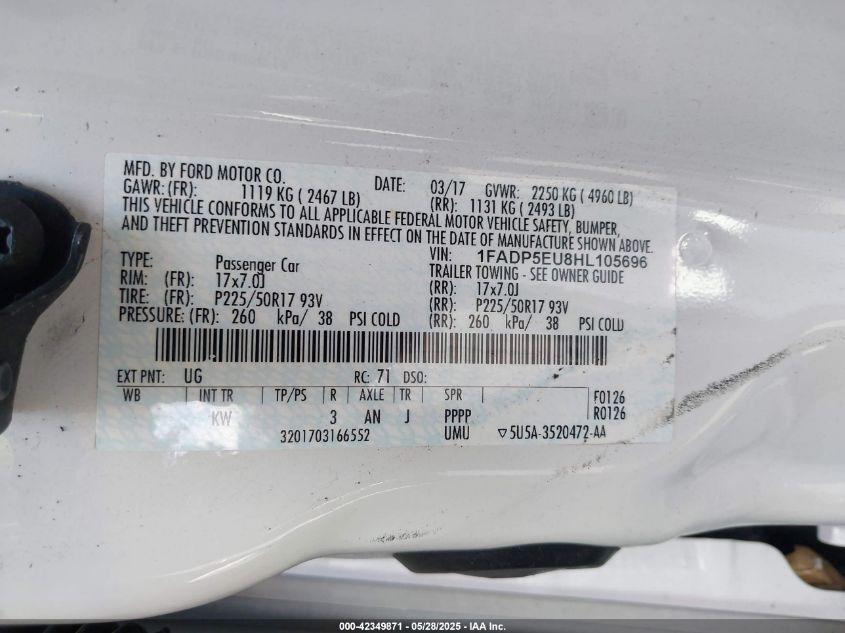 MFD. BY FORD MOTOR CO. DATE: 03/17 GVWR: 2250 KG ( 4960 LB)
GAWR: (FR): 1119 KG ( 2467 LB) (RR): 1131 KG ( 2493 LB)
THIS VEHICLE CONFORMS TO ALL APPLICABLE FEDERAL MOTOR VEHICLE SAFETY, BUMPER,
AND THEFT PREVENTION STANDARDS IN EFFECT ON THE DATE OF MANUFACTURE SHOWN ABOVE.
VIN: 1FADP5EU8HL105696
TYPE: Passenger Car TRAILER TOWING - SEE OWNER GUIDE
RIM: (FR): 17x7.0J (RR): 17x7.0J
TIRE: (FR): P225/50R17 93V (RR): P225/50R17 93V
PRESSURE: (FR): 260 kPa/ 38 PSI COLD (RR): 260 kPa/ 38 PSI COLD
EXT PNT: UG RC: 71 DSO:
WB INT TR TP/PS R AXLE TR SPR F0126
KW 3 AN J PPPP R0126
3201703166552 UMU ▽5U5A-3520472-AA
000-42349871 / 05/28/2025 - IAA Inc.